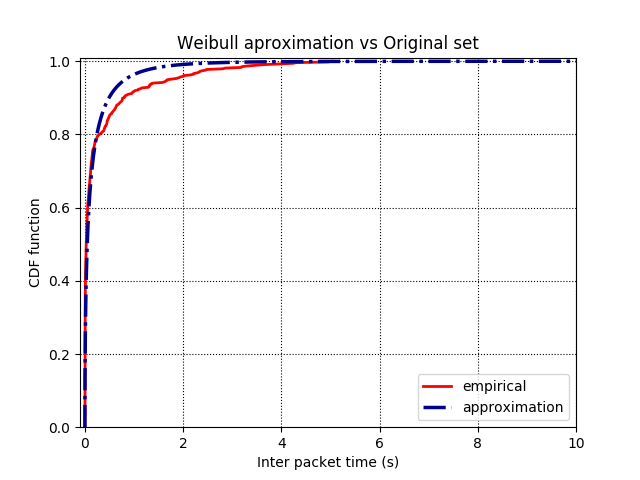 Weibull aproximation vs Original set
1.0
0.8
0.6
0.4
0.2
0.0
CDF function
0 2 4 6 8 10
Inter packet time (s)
empirical
approximation